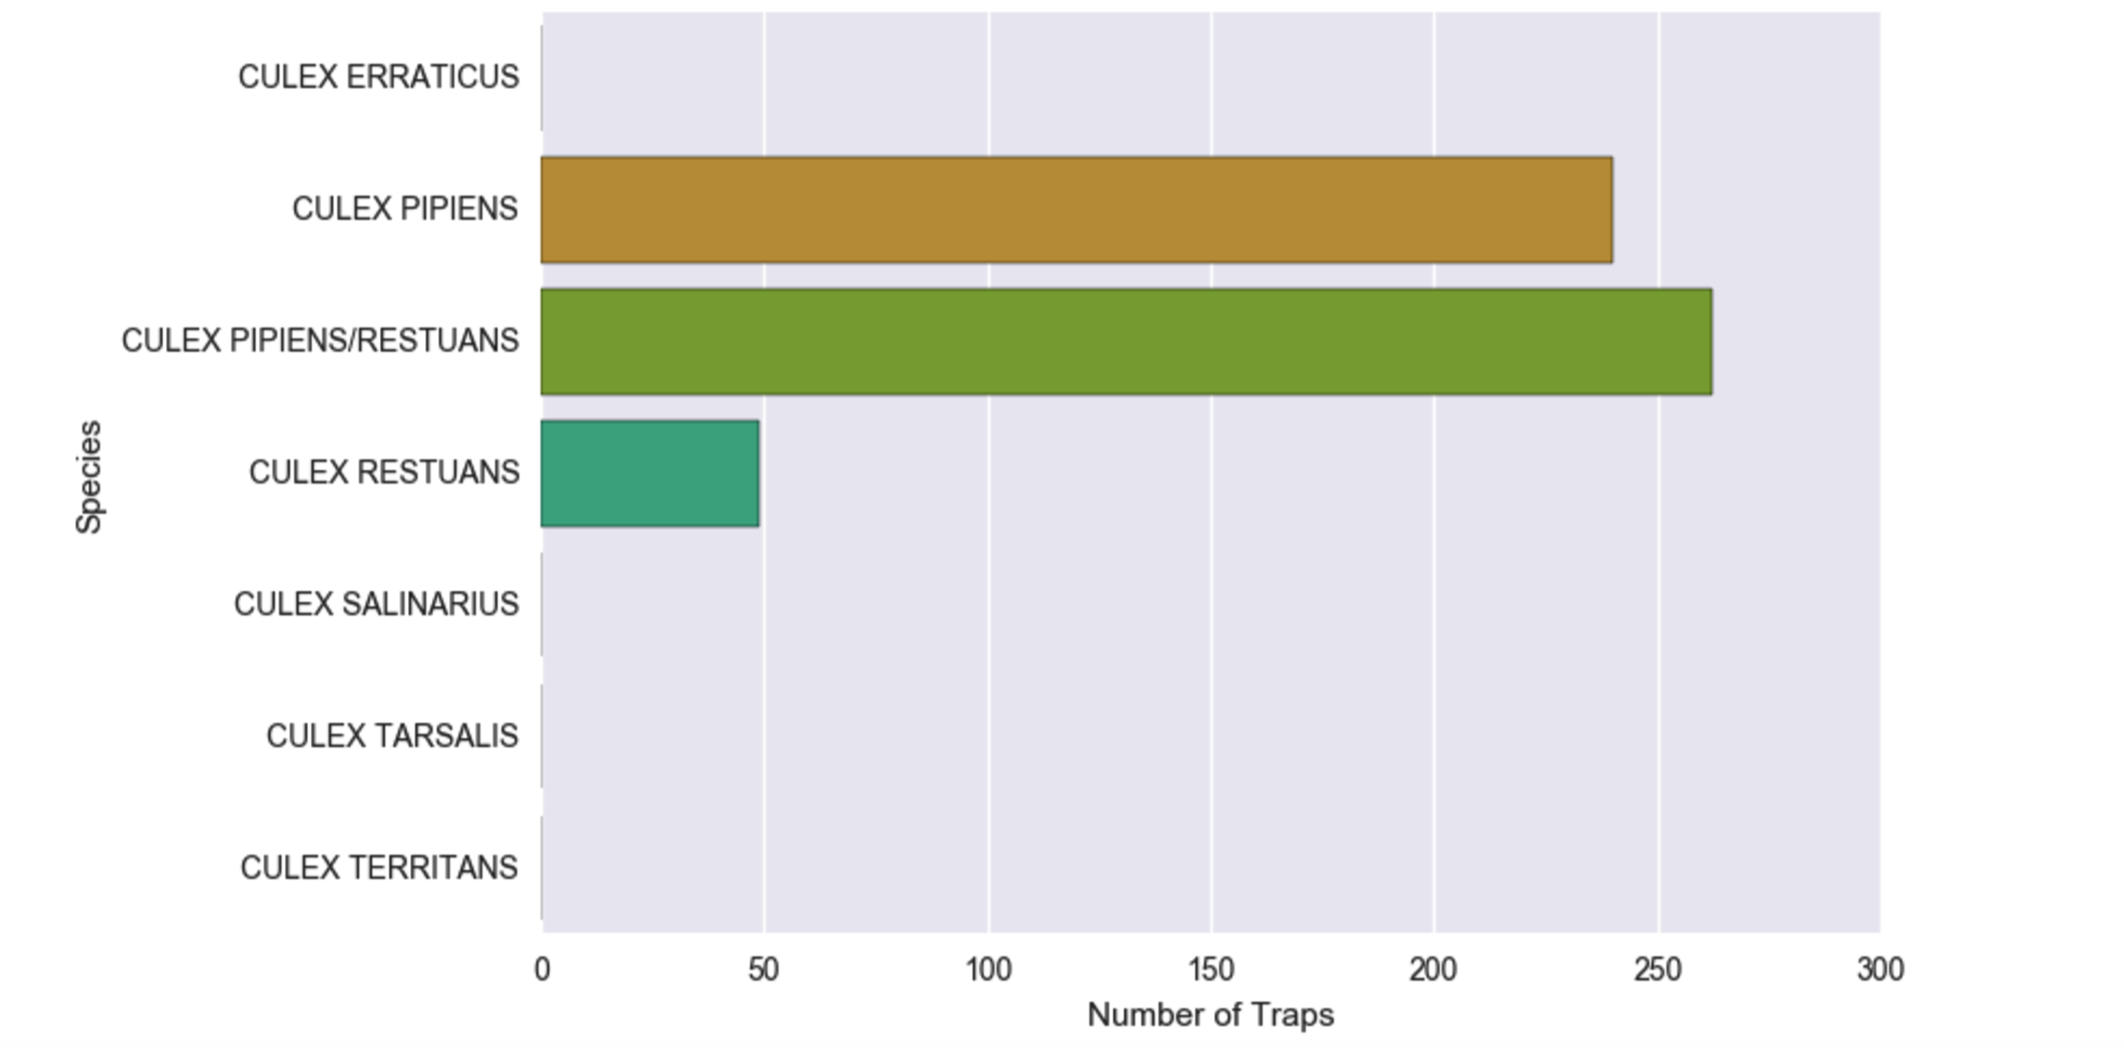 CULEX ERRATICUS
CULEX PIPIENS
CULEX PIPIENS/RESTUANS
CULEX RESTUANS
CULEX SALINARIUS
CULEX TARSALIS
CULEX TERRITANS
Species
0 50 100 150 200 250 300
Number of Traps